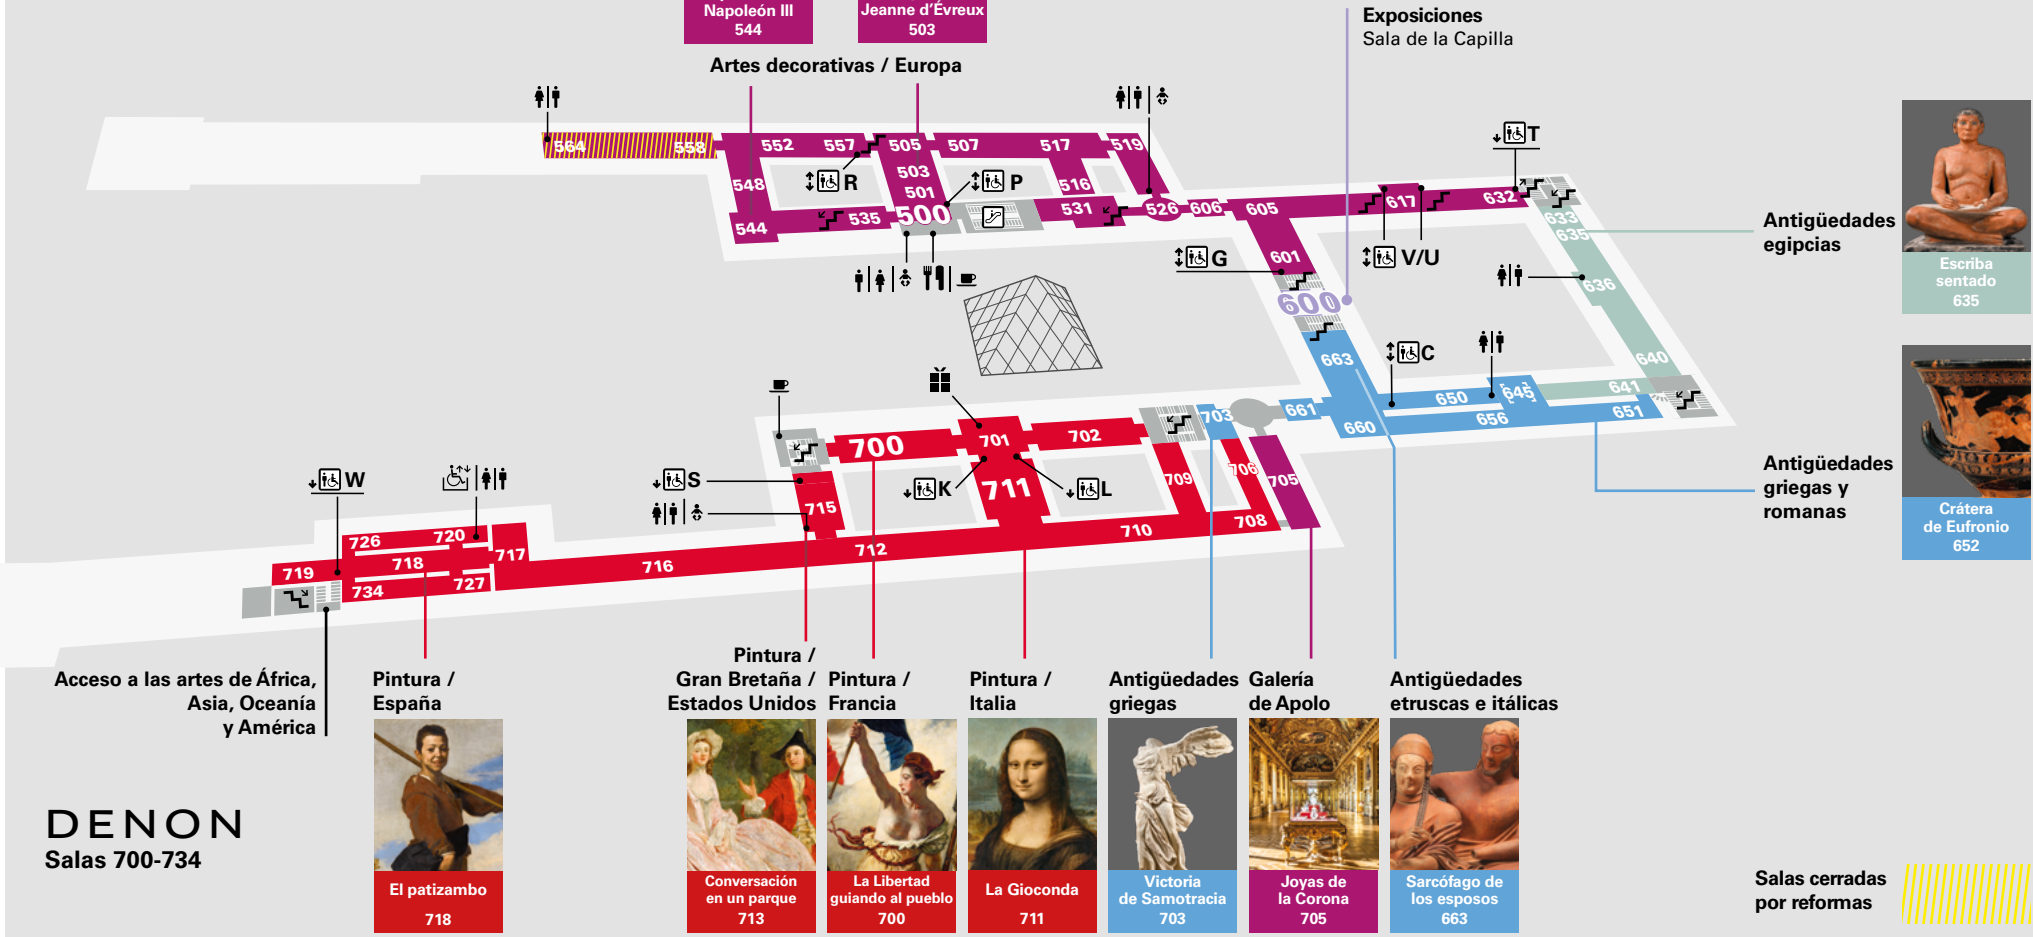 Napoleón III
544
Jeanne d'Évreux
503
Exposiciones
Sala de la Capilla
Artes decorativas / Europa
564
558
552
557
505
507
517
519
548
503
501
516
R
P
T
544
535
500
531
526
606
605
617
632
633
635
601
G
V/U
636
600
663
C
640
641
645
650
651
656
660
661
Antigüedades
egipcias
Escriba
sentado
635
Antigüedades
griegas y
romanas
Crátera
de Eufronio
652
700
701
702
703
706
705
709
711
S
K
L
W
715
710
708
712
716
717
720
726
718
719
727
734
Acceso a las artes de África,
Asia, Oceanía
y América
Pintura /
España
El patizambo
718
Pintura /
Gran Bretaña /
Estados Unidos
Conversación
en un parque
713
Pintura /
Francia
La Libertad
guiando al pueblo
700
Pintura /
Italia
La Gioconda
711
Antigüedades
griegas
Victoria
de Samotracia
703
Galería
de Apolo
Joyas de
la Corona
705
Antigüedades
etruscas e itálicas
Sarcófago de
los esposos
663
DENON
Salas 700-734
Salas cerradas
por reformas